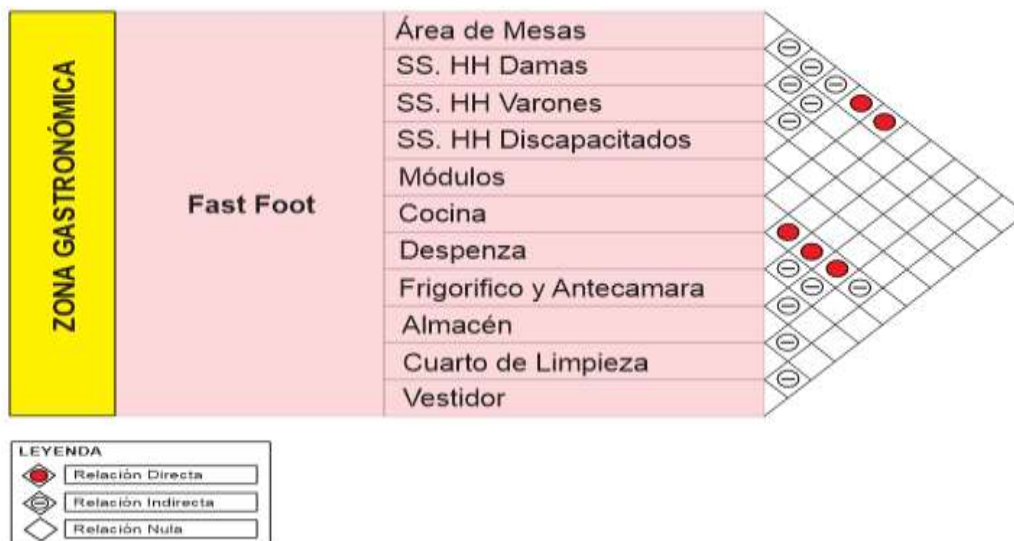 ZONA GASTRONÓMICA
Fast Foot
Área de Mesas
SS. HH Damas
SS. HH Varones
SS. HH Discapacitados
Módulos
Cocina
Despenza
Frigorifico y Antecamara
Almacén
Cuarto de Limpieza
Vestidor
LEYENDA
Relación Directa
Relación Indirecta
Relación Nula